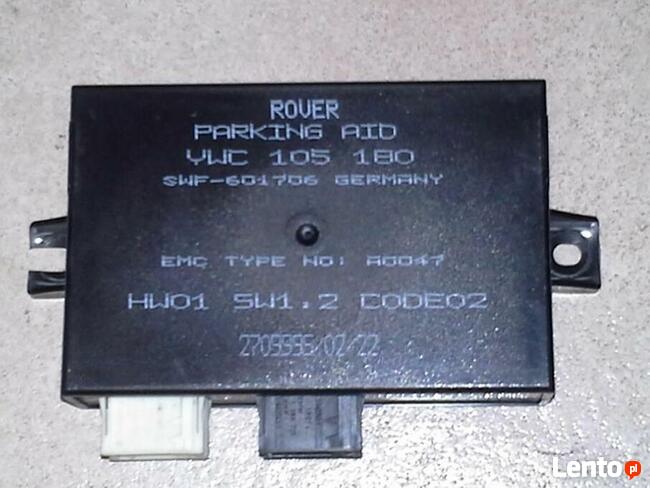 ROVER
PARKING AID
YWC 105 180
SWF-601706 GERMANY
EMC TYPE NO: A0047
HW01 SW1.2 CODE02
2709996/02/22
Lento.pl